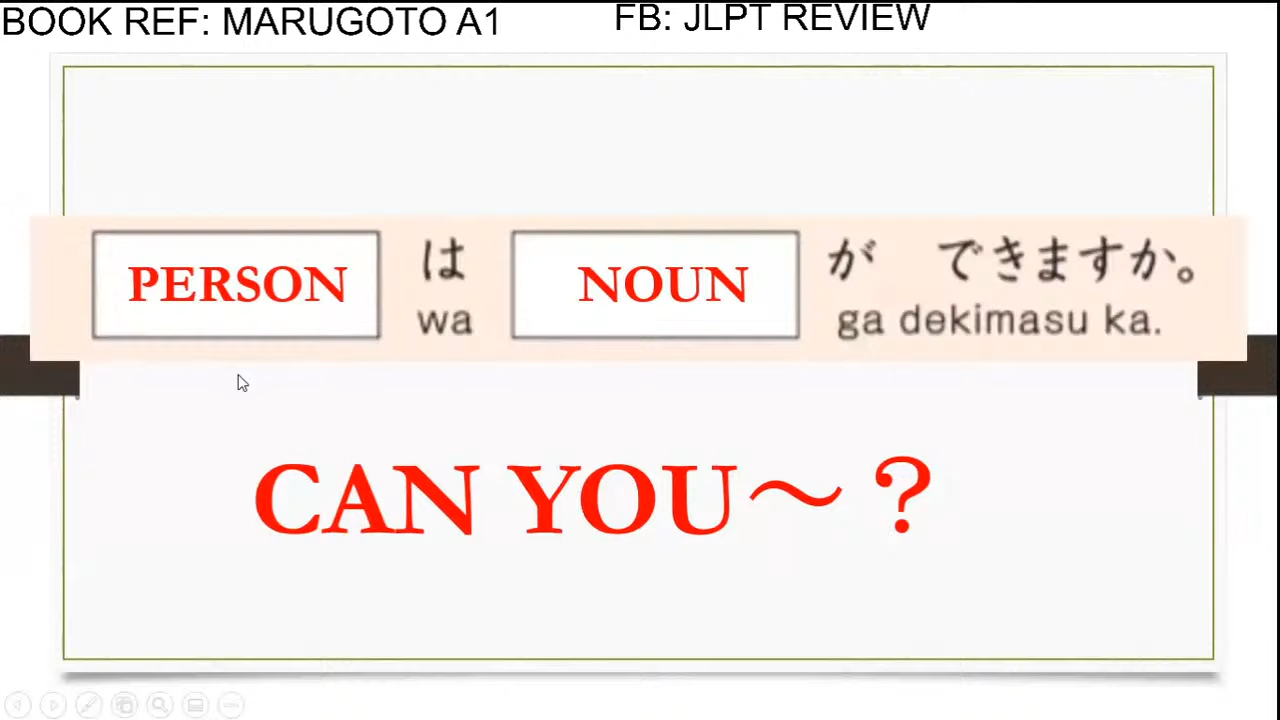 BOOK REF: MARUGOTO A1
FB: JLPT REVIEW
PERSON は NOUN が できますか。
wa ga dekimasu ka.
CAN YOU～？